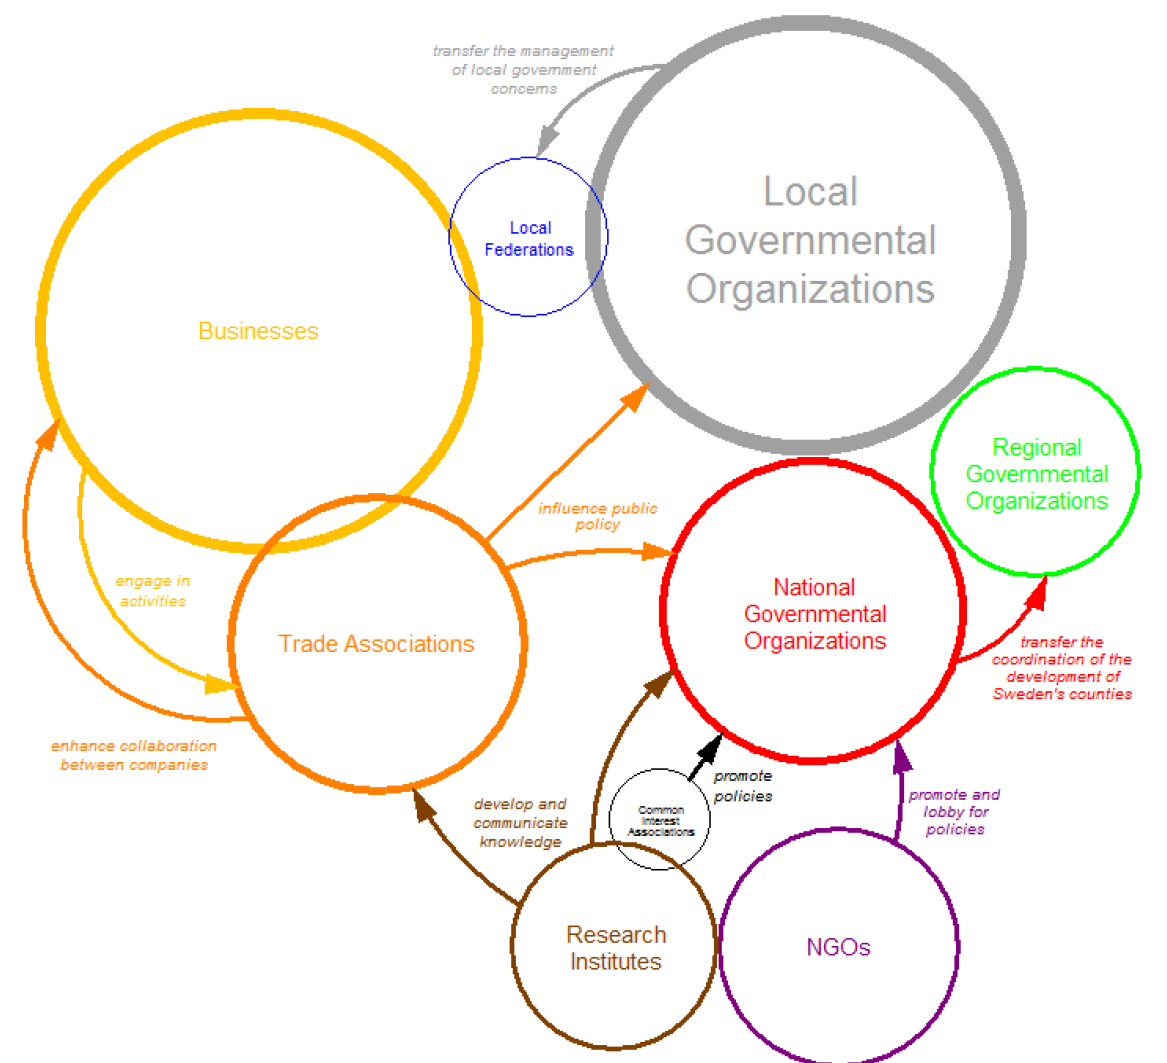 transfer the management
of local government
concerns
Local
Governmental
Organizations
Local
Federations
Businesses
Regional
Governmental
Organizations
influence public
policy
engage in
activities
National
Governmental
Organizations
Trade Associations
transfer the
coordination of the
development of
Sweden's counties
enhance collaboration
between companies
promote
policies
develop and
communicate
knowledge
Common
Interest
Associations
promote and
lobby for
policies
Research
Institutes
NGOs